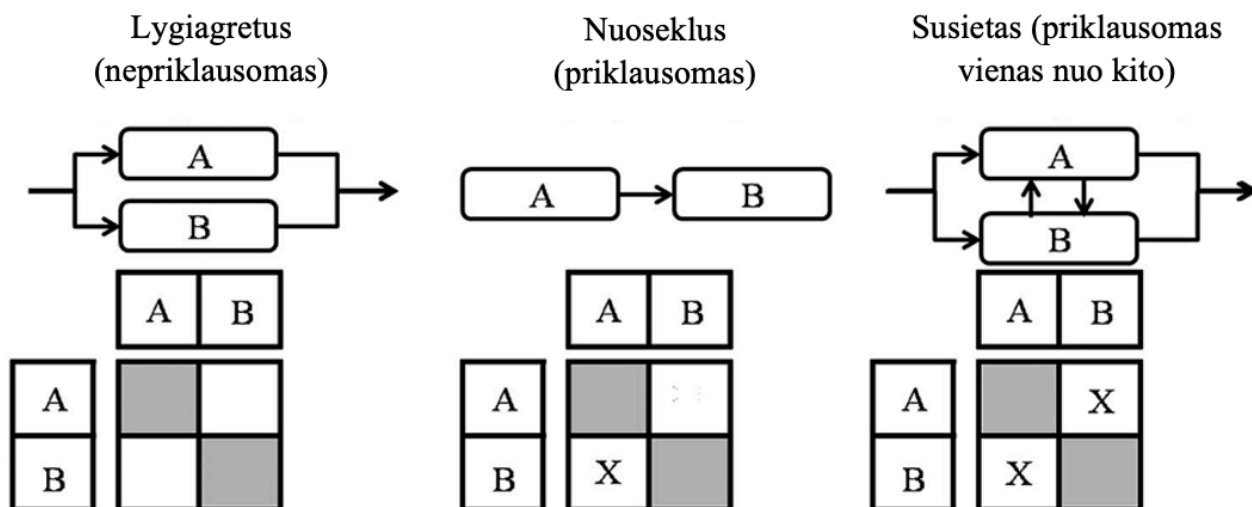 Lygiagretus
(nepriklausomas)
Nuoseklus
(priklausomas)
Susietas (priklausomas
vienas nuo kito)
A
B
A B
A
B
A B
A B
A
B X
A
B
A B
A X
B X